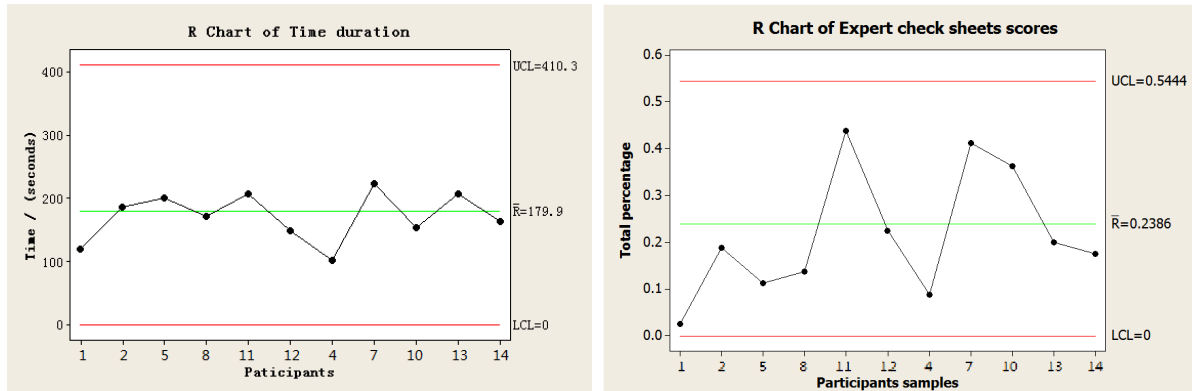 R Chart of Time duration
Time / (seconds)
400
300
200
100
0
UCL=410.3
R̅=179.9
LCL=0
1 2 5 8 11 12 4 7 10 13 14
Paticipants
R Chart of Expert check sheets scores
Total percentage
0.6
0.5
0.4
0.3
0.2
0.1
0.0
UCL=0.5444
R̅=0.2386
LCL=0
1 2 5 8 11 12 4 7 10 13 14
Participants samples